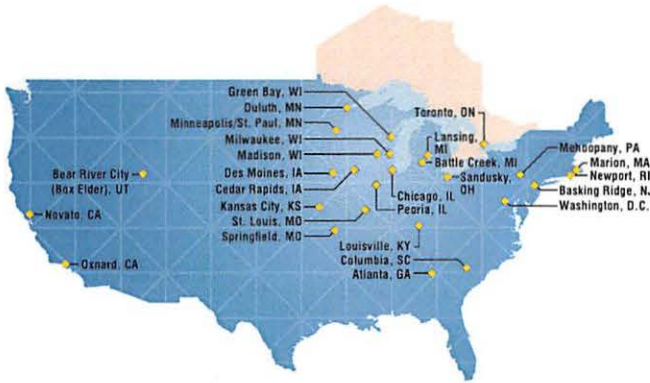 Green Bay, WI
Duluth, MN
Minneapolis/St. Paul, MN
Milwaukee, WI
Madison, WI
Des Moines, IA
Cedar Rapids, IA
Kansas City, KS
St. Louis, MO
Springfield, MO
Bear River City
(Box Elder), UT
Novato, CA
Oxnard, CA
Toronto, ON
Lansing,
MI
Battle Creek, MI
Sandusky,
OH
Chicago, IL
Peoria, IL
Louisville, KY
Columbia, SC
Atlanta, GA
Mehoopany, PA
Marion, MA
Newport, RI
Basking Ridge, NJ
Washington, D.C.